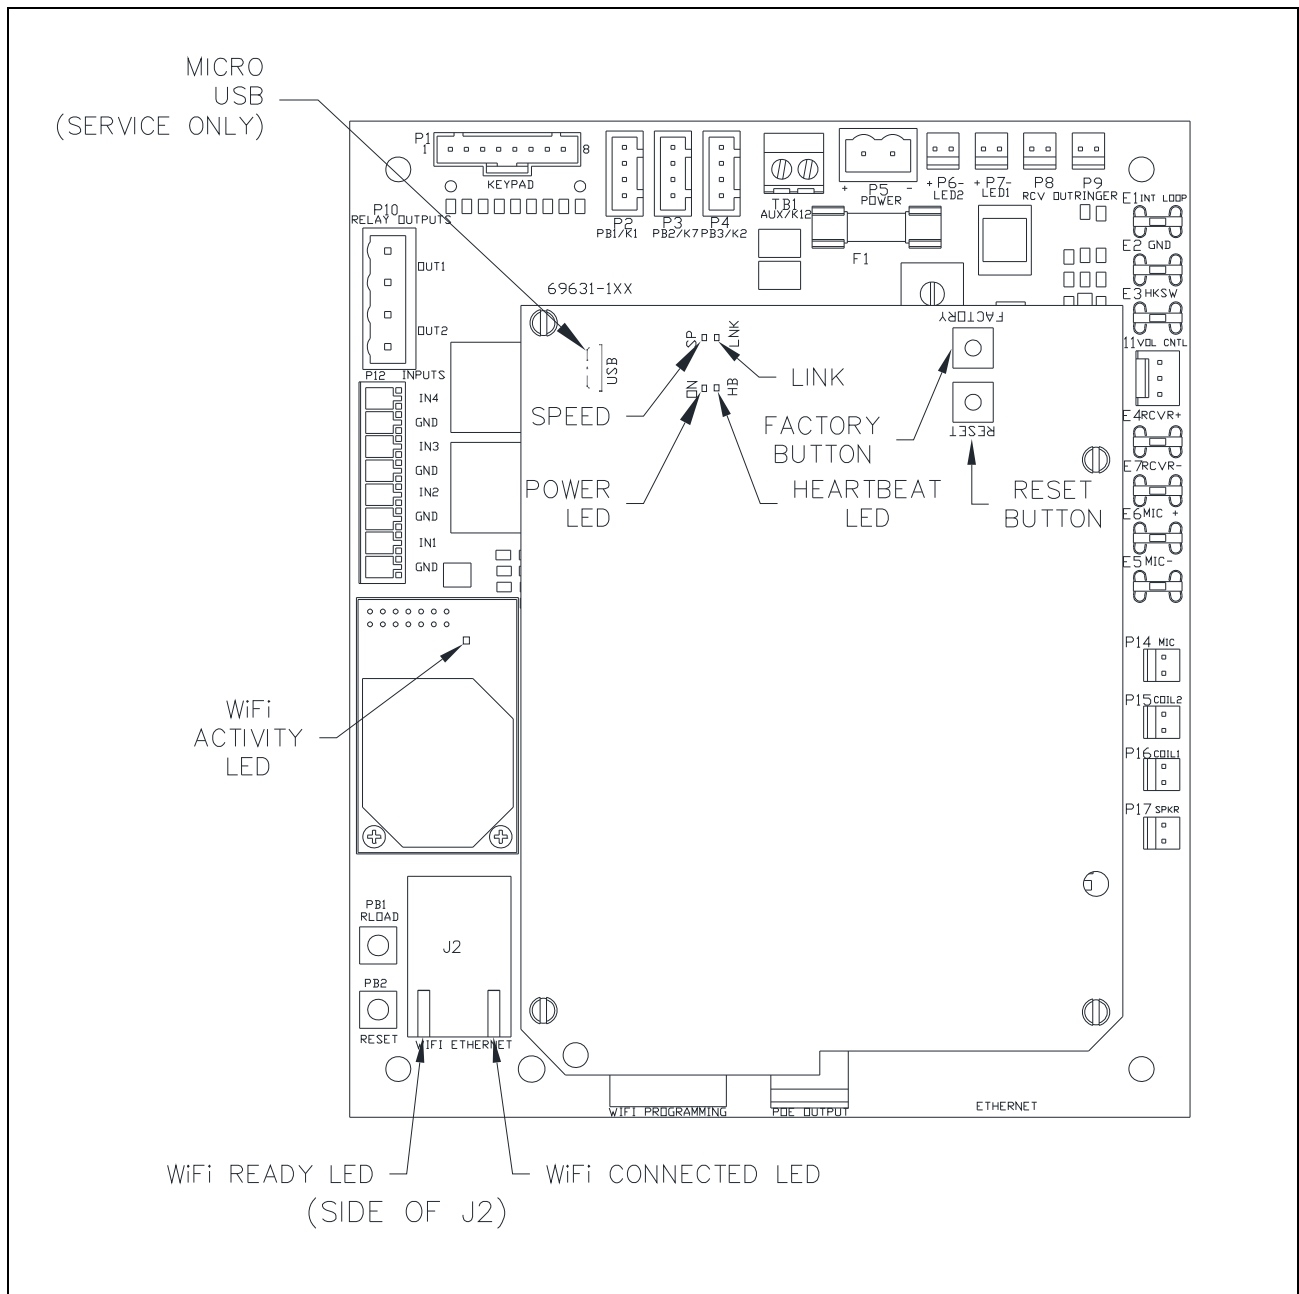 MICRO
USB
(SERVICE ONLY)
P1
1
8
KEYPAD
P2
PB1/K1
P3
PB2/K7
P4
PB3/K2
TB1
AUX/K12
+ P5 -
POWER
F1
+ P6-
LED2
+ P7-
LED1
P8
RCV OUT
P9
RINGER
E1 INT LOOP
E2 GND
E3 HKSW
11 VOL CNTL
E4 RCVR+
E7 RCVR-
E6 MIC +
E5 MIC-
P10
RELAY OUTPUTS
OUT1
OUT2
P12 INPUTS
IN4
GND
IN3
GND
IN2
GND
IN1
GND
69631-1XX
USB
SP
LNK
ON
HB
FACTORY
RESET
SPEED
LINK
POWER
LED
HEARTBEAT
LED
FACTORY
BUTTON
RESET
BUTTON
P14 MIC
P15 COIL2
P16 COIL1
P17 SPKR
WiFi
ACTIVITY
LED
PB1
RLOAD
PB2
RESET
J2
WIFI ETHERNET
WIFI PROGRAMMING
POE OUTPUT
ETHERNET
WiFi READY LED
WiFi CONNECTED LED
(SIDE OF J2)